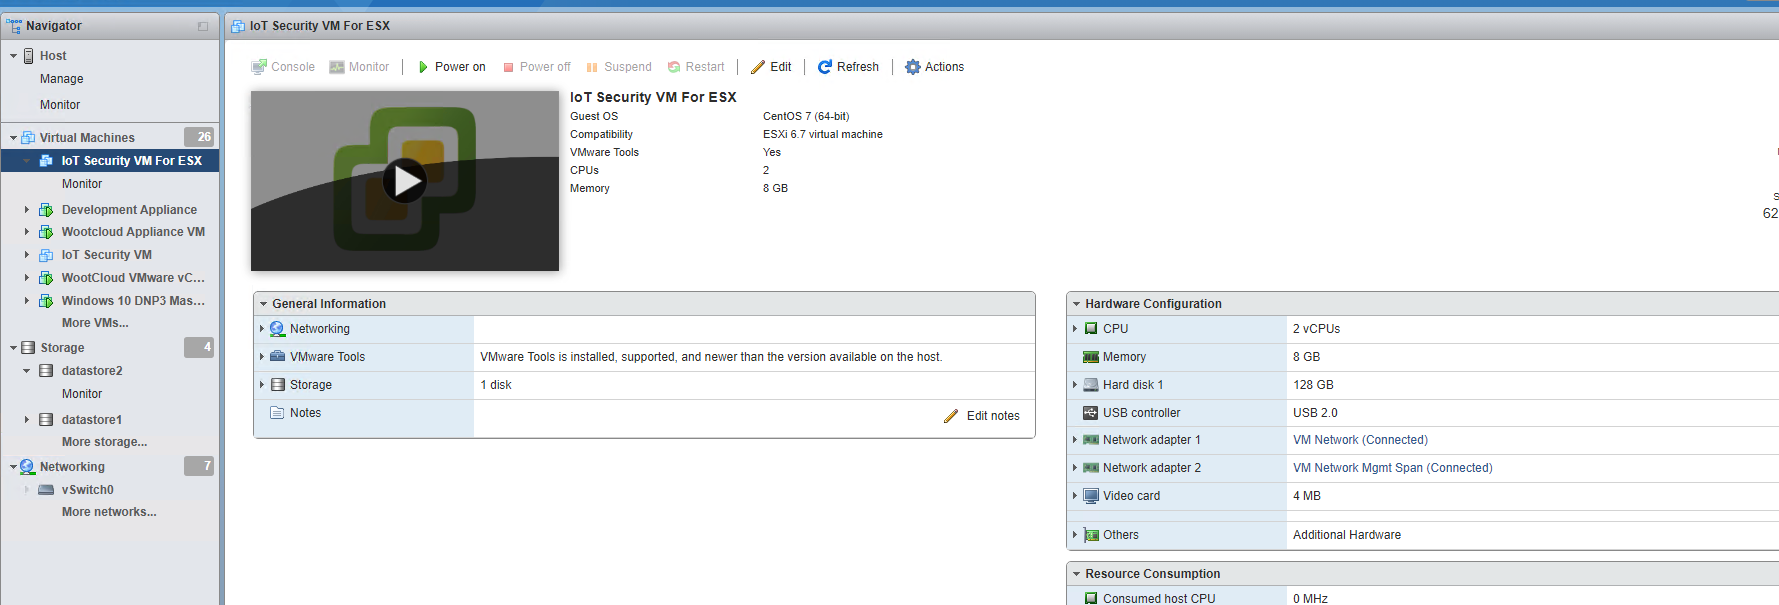 Navigator
Host
Manage
Monitor
Virtual Machines 26
IoT Security VM For ESX
Monitor
Development Appliance
Wootcloud Appliance VM
IoT Security VM
WootCloud VMware vC...
Windows 10 DNP3 Mas...
More VMs...
Storage 4
datastore2
Monitor
datastore1
More storage...
Networking 7
vSwitch0
More networks...
IoT Security VM For ESX
Console Monitor Power on Power off Suspend Restart Edit Refresh Actions
IoT Security VM For ESX
Guest OS CentOS 7 (64-bit)
Compatibility ESXi 6.7 virtual machine
VMware Tools Yes
CPUs 2
Memory 8 GB
62
General Information
Networking
VMware Tools VMware Tools is installed, supported, and newer than the version available on the host.
Storage 1 disk
Notes Edit notes
Hardware Configuration
CPU 2 vCPUs
Memory 8 GB
Hard disk 1 128 GB
USB controller USB 2.0
Network adapter 1 VM Network (Connected)
Network adapter 2 VM Network Mgmt Span (Connected)
Video card 4 MB
Others Additional Hardware
Resource Consumption
Consumed host CPU 0 MHz